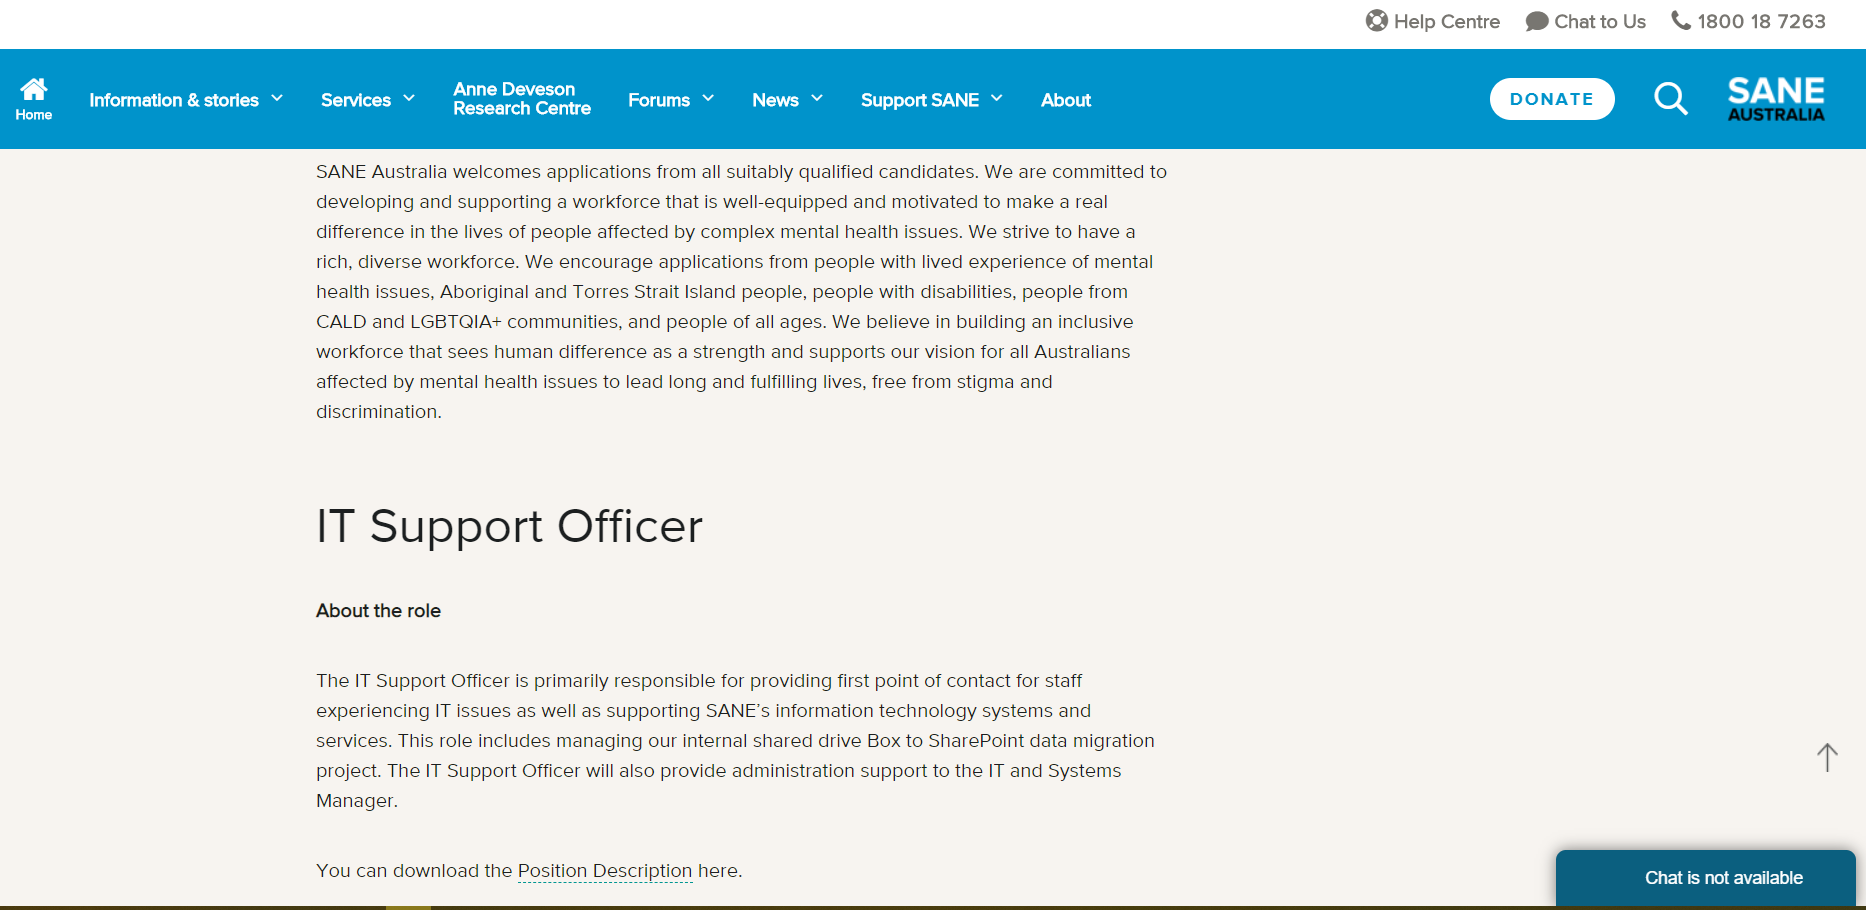 Help Centre
Chat to Us
1800 18 7263
Home
Information & stories
Services
Anne Deveson
Research Centre
Forums
News
Support SANE
About
DONATE
SANE
AUSTRALIA
SANE Australia welcomes applications from all suitably qualified candidates. We are committed to
developing and supporting a workforce that is well-equipped and motivated to make a real
difference in the lives of people affected by complex mental health issues. We strive to have a
rich, diverse workforce. We encourage applications from people with lived experience of mental
health issues, Aboriginal and Torres Strait Island people, people with disabilities, people from
CALD and LGBTQIA+ communities, and people of all ages. We believe in building an inclusive
workforce that sees human difference as a strength and supports our vision for all Australians
affected by mental health issues to lead long and fulfilling lives, free from stigma and
discrimination.
IT Support Officer
About the role
The IT Support Officer is primarily responsible for providing first point of contact for staff
experiencing IT issues as well as supporting SANE’s information technology systems and
services. This role includes managing our internal shared drive Box to SharePoint data migration
project. The IT Support Officer will also provide administration support to the IT and Systems
Manager.
You can download the Position Description here.
Chat is not available